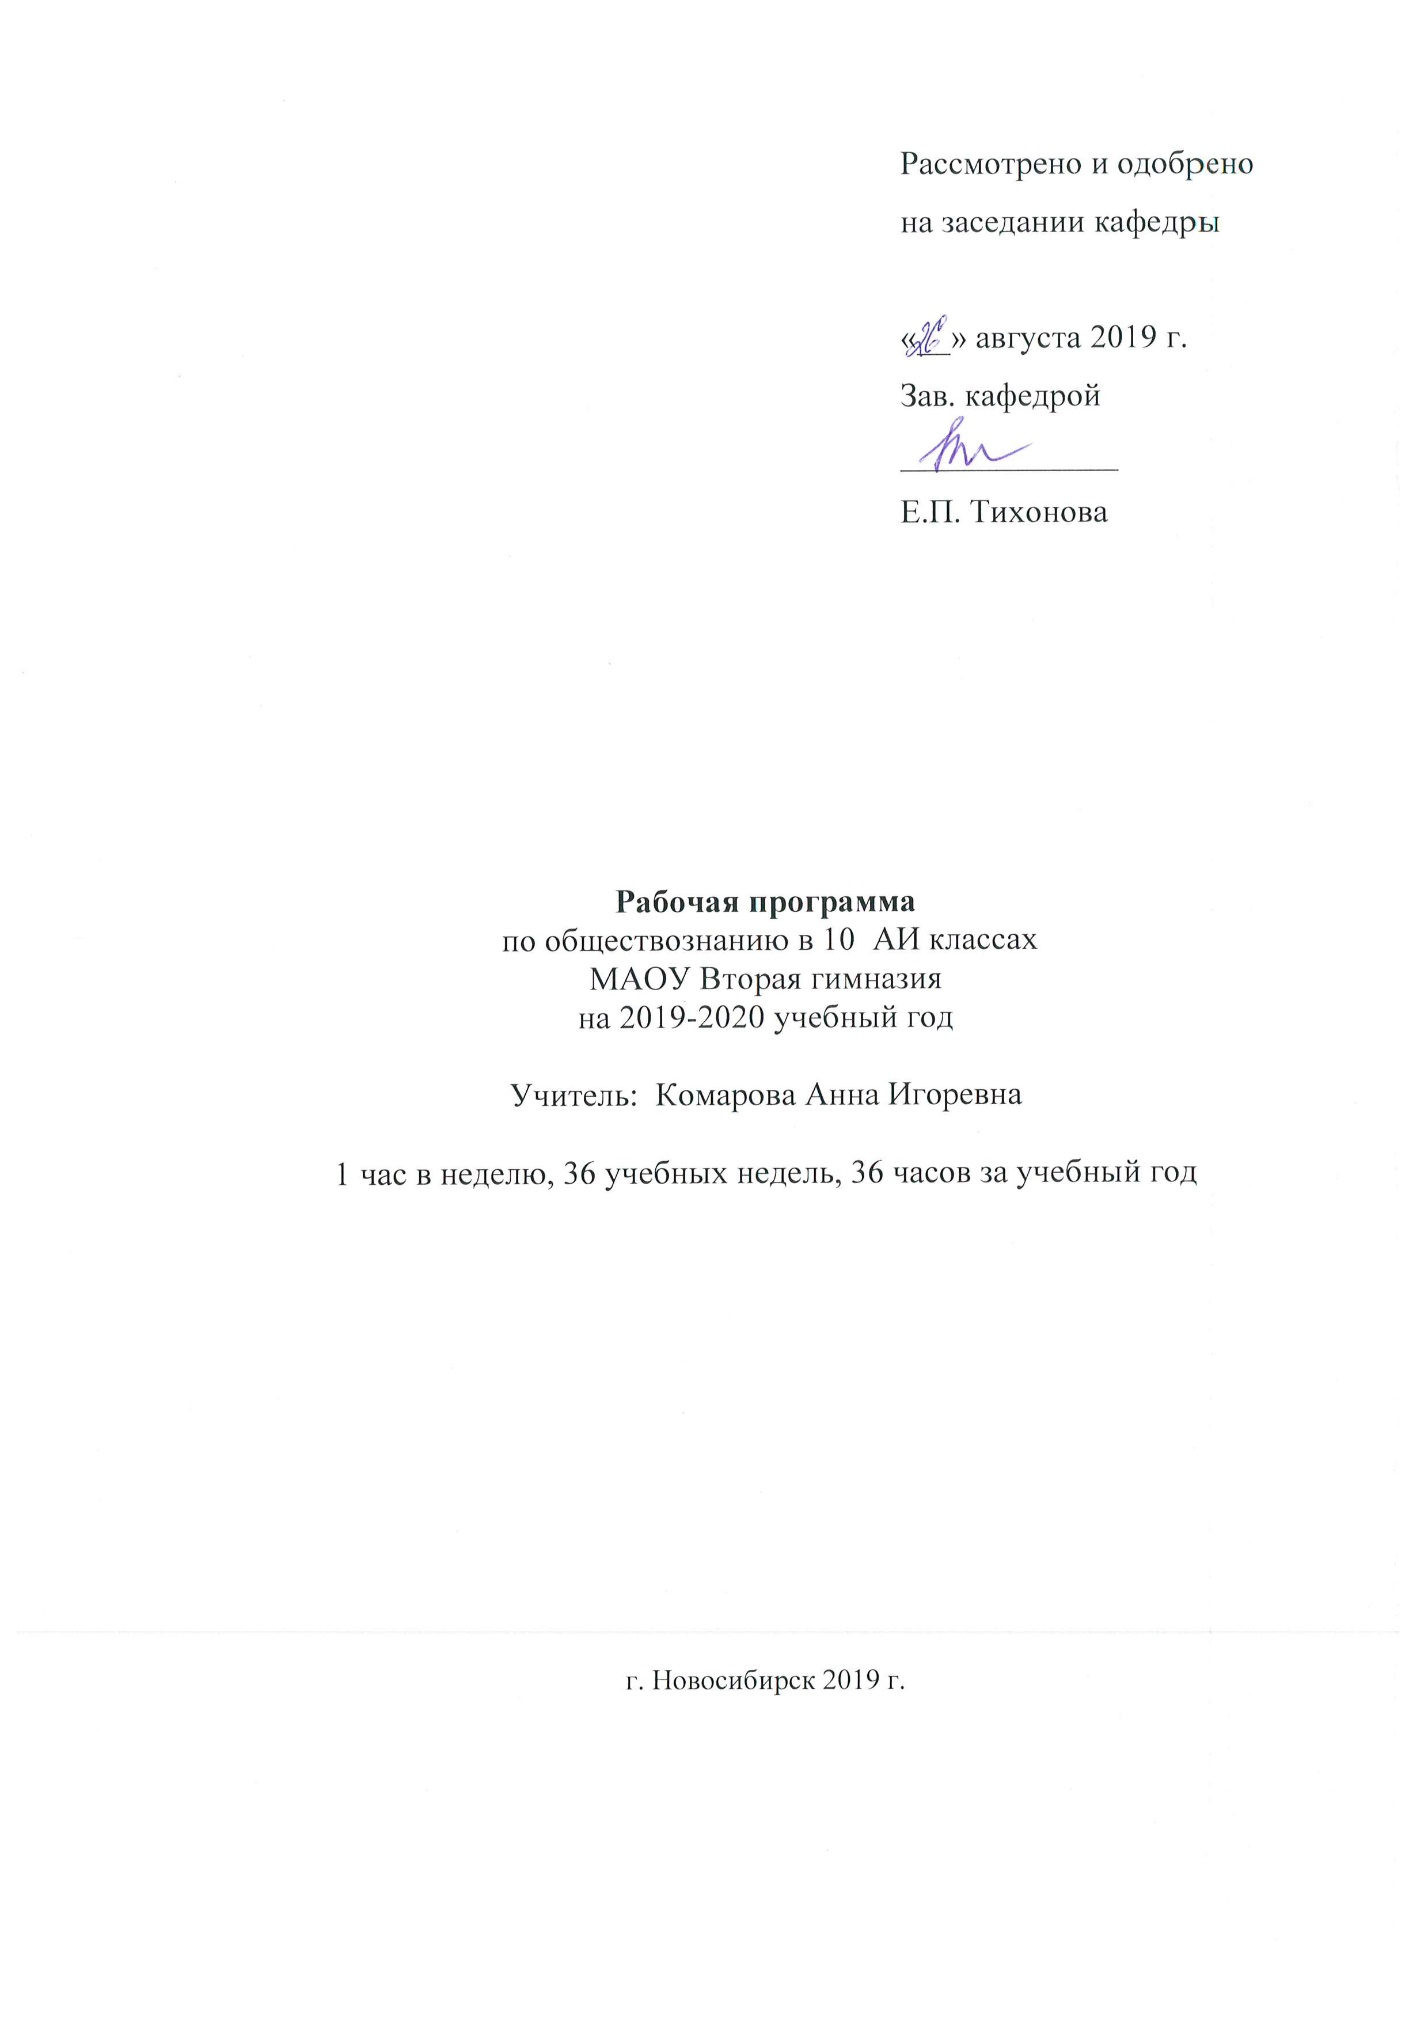 Рассмотрено и одобрено
на заседании кафедры
«26» августа 2019 г.
Зав. кафедрой
Е.П. Тихонова
Рабочая программа
по обществознанию в 10 АИ классах
МАОУ Вторая гимназия
на 2019-2020 учебный год
Учитель: Комарова Анна Игоревна
1 час в неделю, 36 учебных недель, 36 часов за учебный год
г. Новосибирск 2019 г.